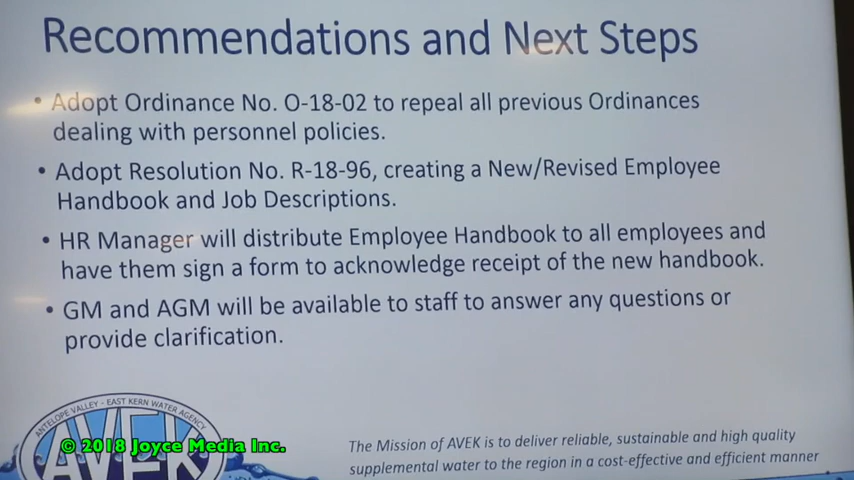 Recommendations and Next Steps
• Adopt Ordinance No. O-18-02 to repeal all previous Ordinances
dealing with personnel policies.
• Adopt Resolution No. R-18-96, creating a New/Revised Employee
Handbook and Job Descriptions.
• HR Manager will distribute Employee Handbook to all employees and
have them sign a form to acknowledge receipt of the new handbook.
• GM and AGM will be available to staff to answer any questions or
provide clarification.
ANTELOPE VALLEY - EAST KERN WATER AGENCY
AVEK
© 2018 Joyce Media Inc.
The Mission of AVEK is to deliver reliable, sustainable and high quality
supplemental water to the region in a cost-effective and efficient manner